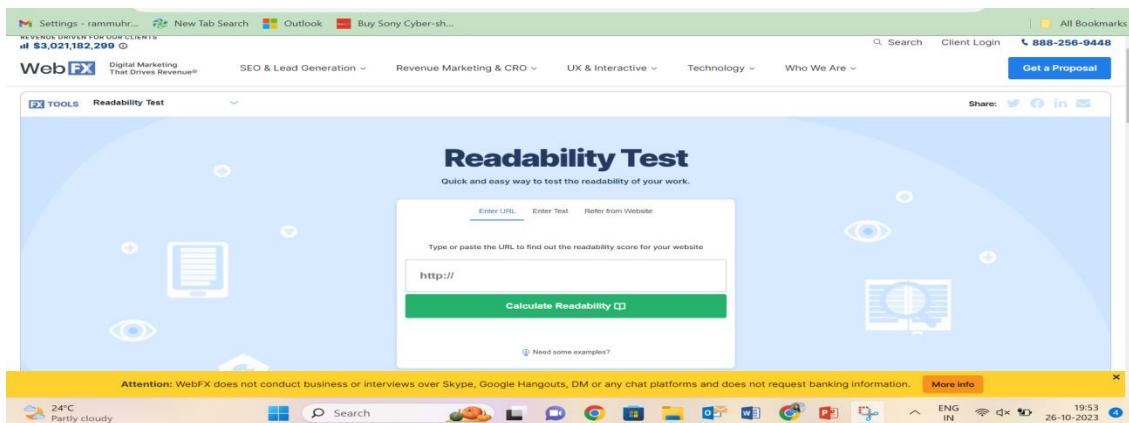 Settings - rammuhr... New Tab Search Outlook Buy Sony Cyber-sh... All Bookmarks
REVENUE DRIVEN FOR OUR CLIENTS
$3,021,182,299 Search Client Login 888-256-9448
WebFX Digital Marketing That Drives Revenue® SEO & Lead Generation Revenue Marketing & CRO UX & Interactive Technology Who We Are Get a Proposal
FX TOOLS Readability Test Share:
Readability Test
Quick and easy way to test the readability of your work.
Enter URL Enter Text Refer from Website
Type or paste the URL to find out the readability score for your website
http://
Calculate Readability
Need some examples?
Attention: WebFX does not conduct business or interviews over Skype, Google Hangouts, DM or any chat platforms and does not request banking information. More info ×
24°C Search ENG 19:53
Partly cloudy IN 26-10-2023 4